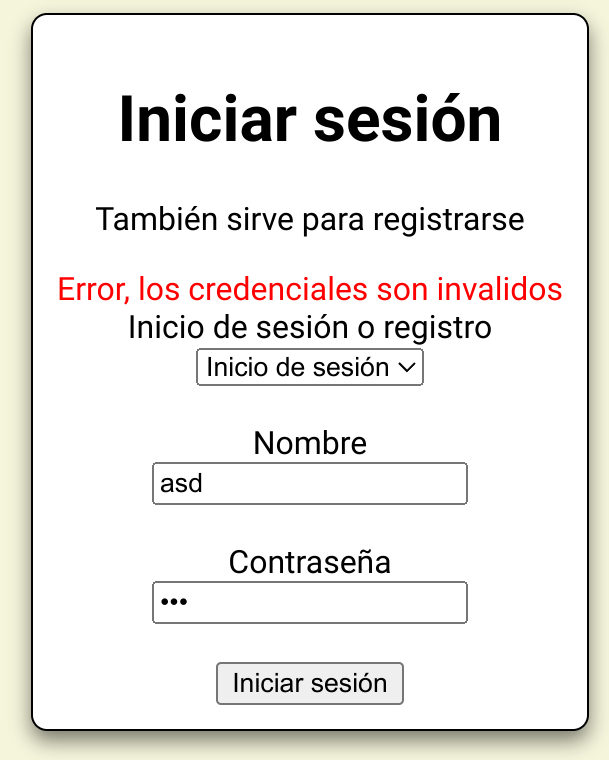 Iniciar sesión
También sirve para registrarse
Error, los credenciales son invalidos
Inicio de sesión o registro
Inicio de sesión
Nombre
asd
Contraseña
•••
Iniciar sesión